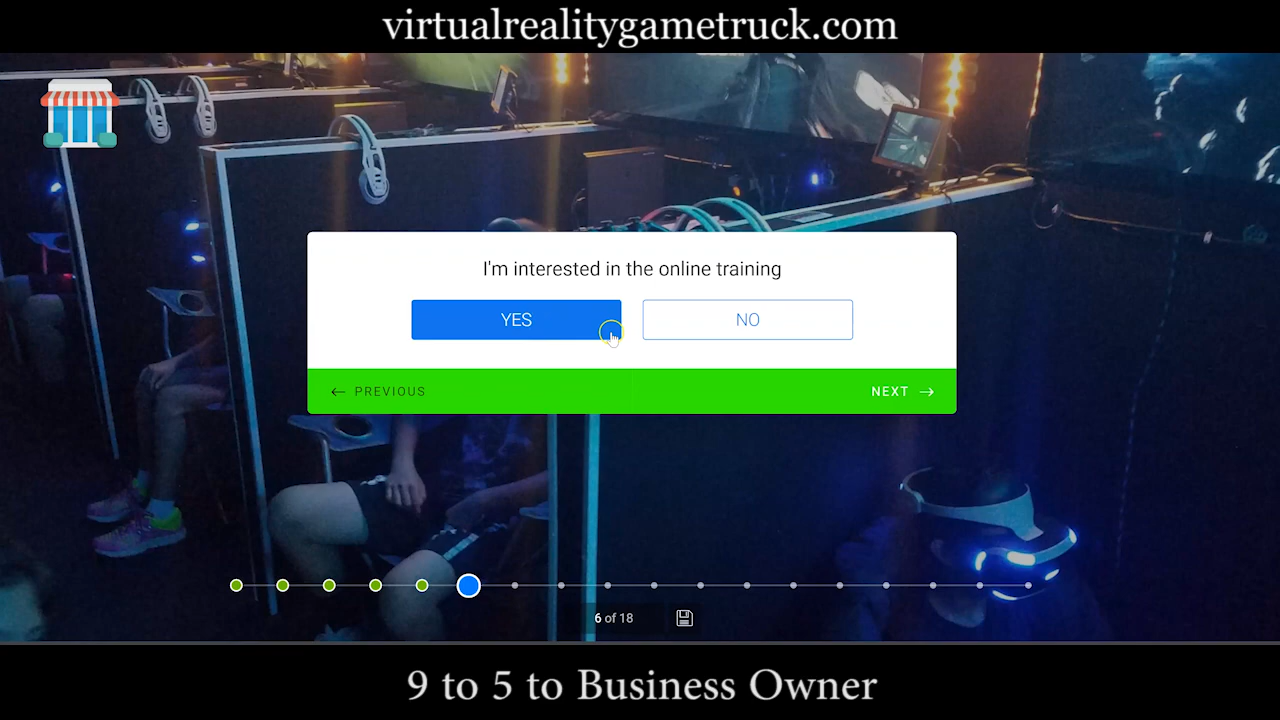 virtualrealitygametruck.com
I'm interested in the online training
YES
NO
← PREVIOUS
NEXT →
6 of 18
9 to 5 to Business Owner